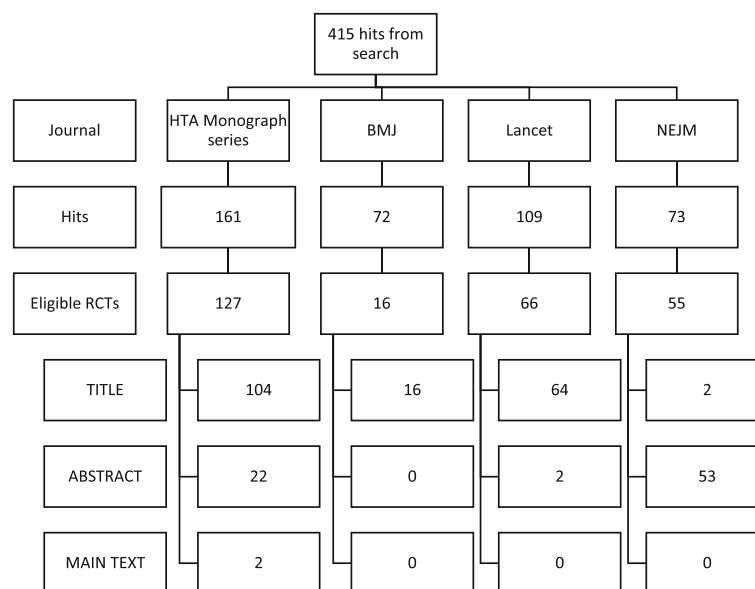 415 hits from
search
Journal
HTA Monograph
series
BMJ
Lancet
NEJM
Hits
161
72
109
73
Eligible RCTs
127
16
66
55
TITLE
104
16
64
2
ABSTRACT
22
0
2
53
MAIN TEXT
2
0
0
0